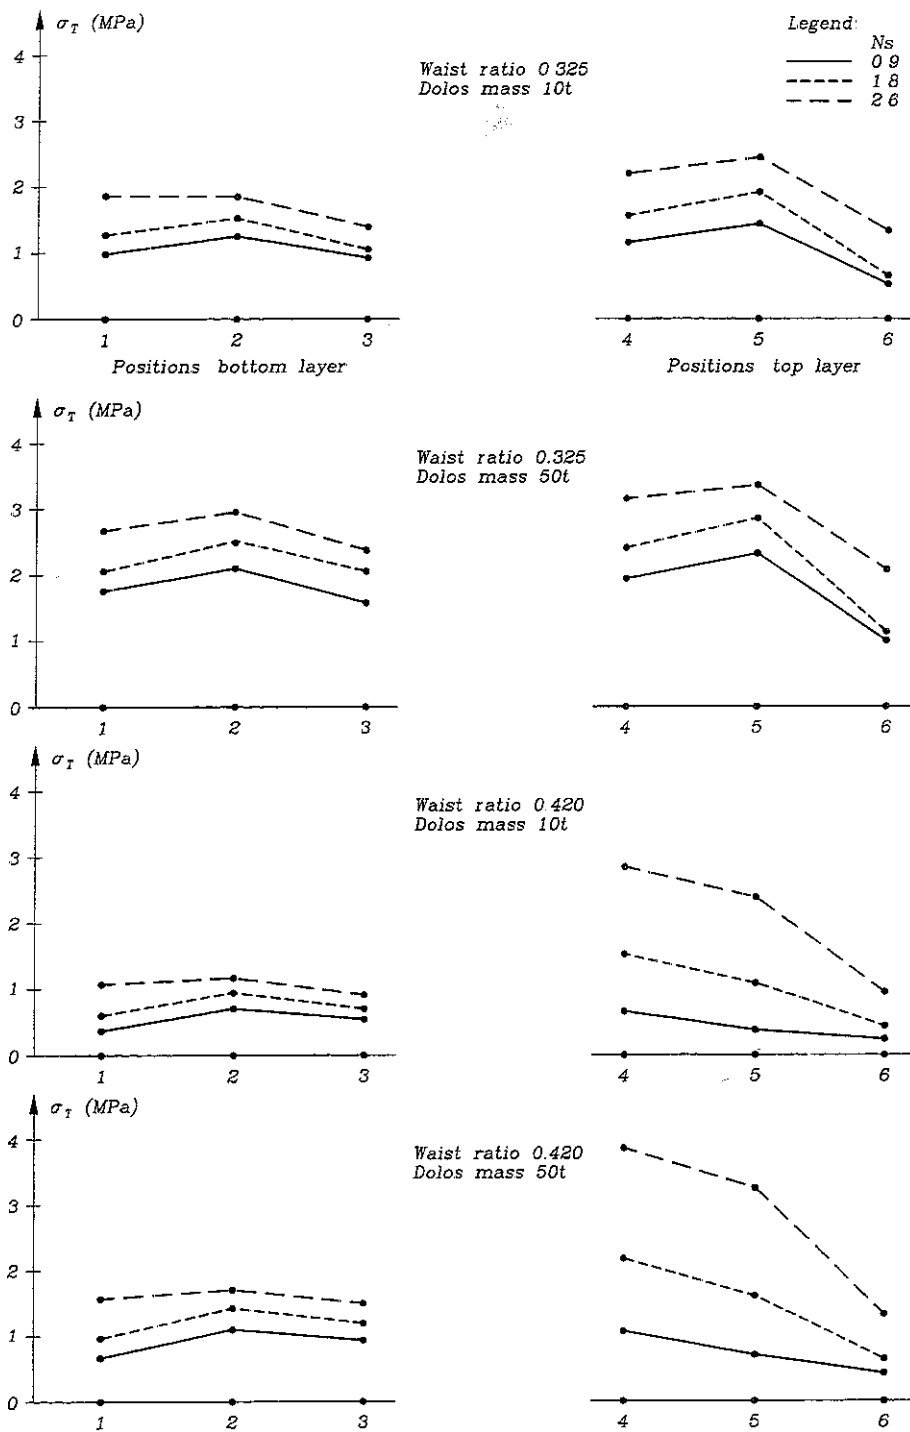 σT (MPa)
Legend:
Ns
0 9
1 8
2 6
Waist ratio 0 325
Dolos mass 10t
4
3
2
1
0
1 2 3
4 5 6
Positions bottom layer
Positions top layer
σT (MPa)
Waist ratio 0.325
Dolos mass 50t
4
3
2
1
0
1 2 3
4 5 6
σT (MPa)
Waist ratio 0 420
Dolos mass 10t
4
3
2
1
0
1 2 3
4 5 6
σT (MPa)
Waist ratio 0.420
Dolos mass 50t
4
3
2
1
0
1 2 3
4 5 6